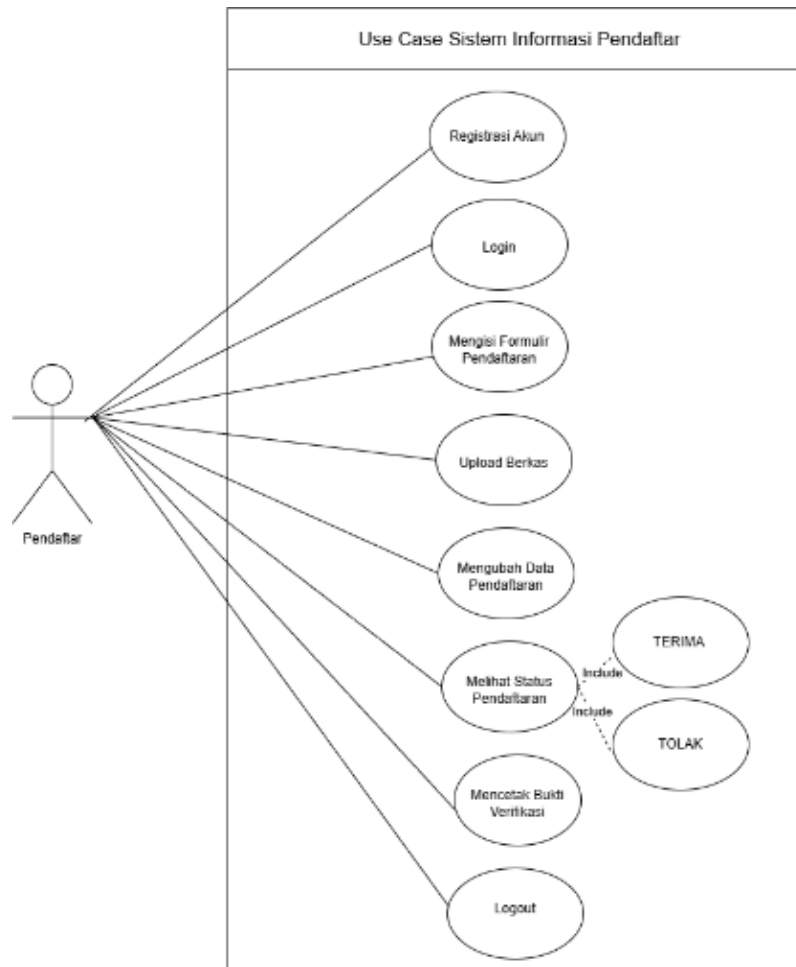 Use Case Sistem Informasi Pendaftar
Registrasi Akun
Login
Mengisi Formulir
Pendaftaran
Upload Berkas
Pendaftar
Mengubah Data
Pendaftaran
TERIMA
Melihat Status
Pendaftaran
Include
Include
TOLAK
Mencetak Bukti
Verifikasi
Logout